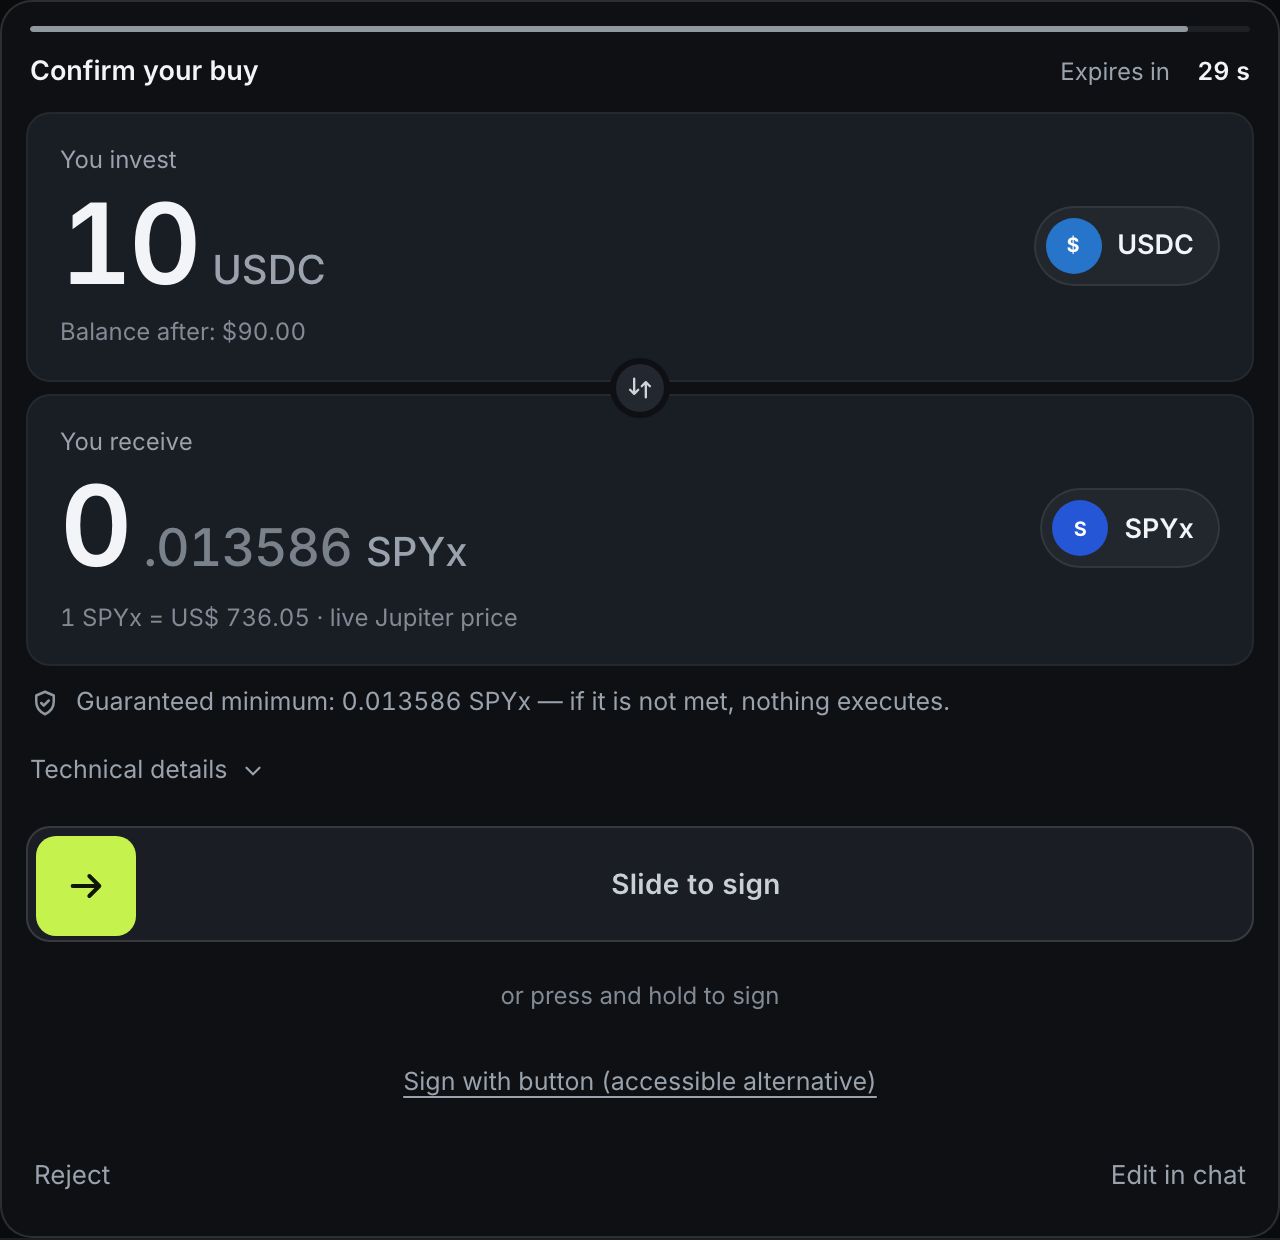 Confirm your buy
Expires in 29 s
You invest
10 USDC
$ USDC
Balance after: $90.00
You receive
0 .013586 SPYx
S SPYx
1 SPYx = US$ 736.05 · live Jupiter price
Guaranteed minimum: 0.013586 SPYx — if it is not met, nothing executes.
Technical details
Slide to sign
or press and hold to sign
Sign with button (accessible alternative)
Reject
Edit in chat